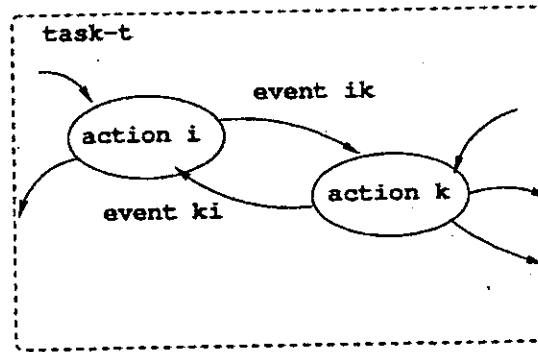 task-t
event ik
action i
action k
event ki